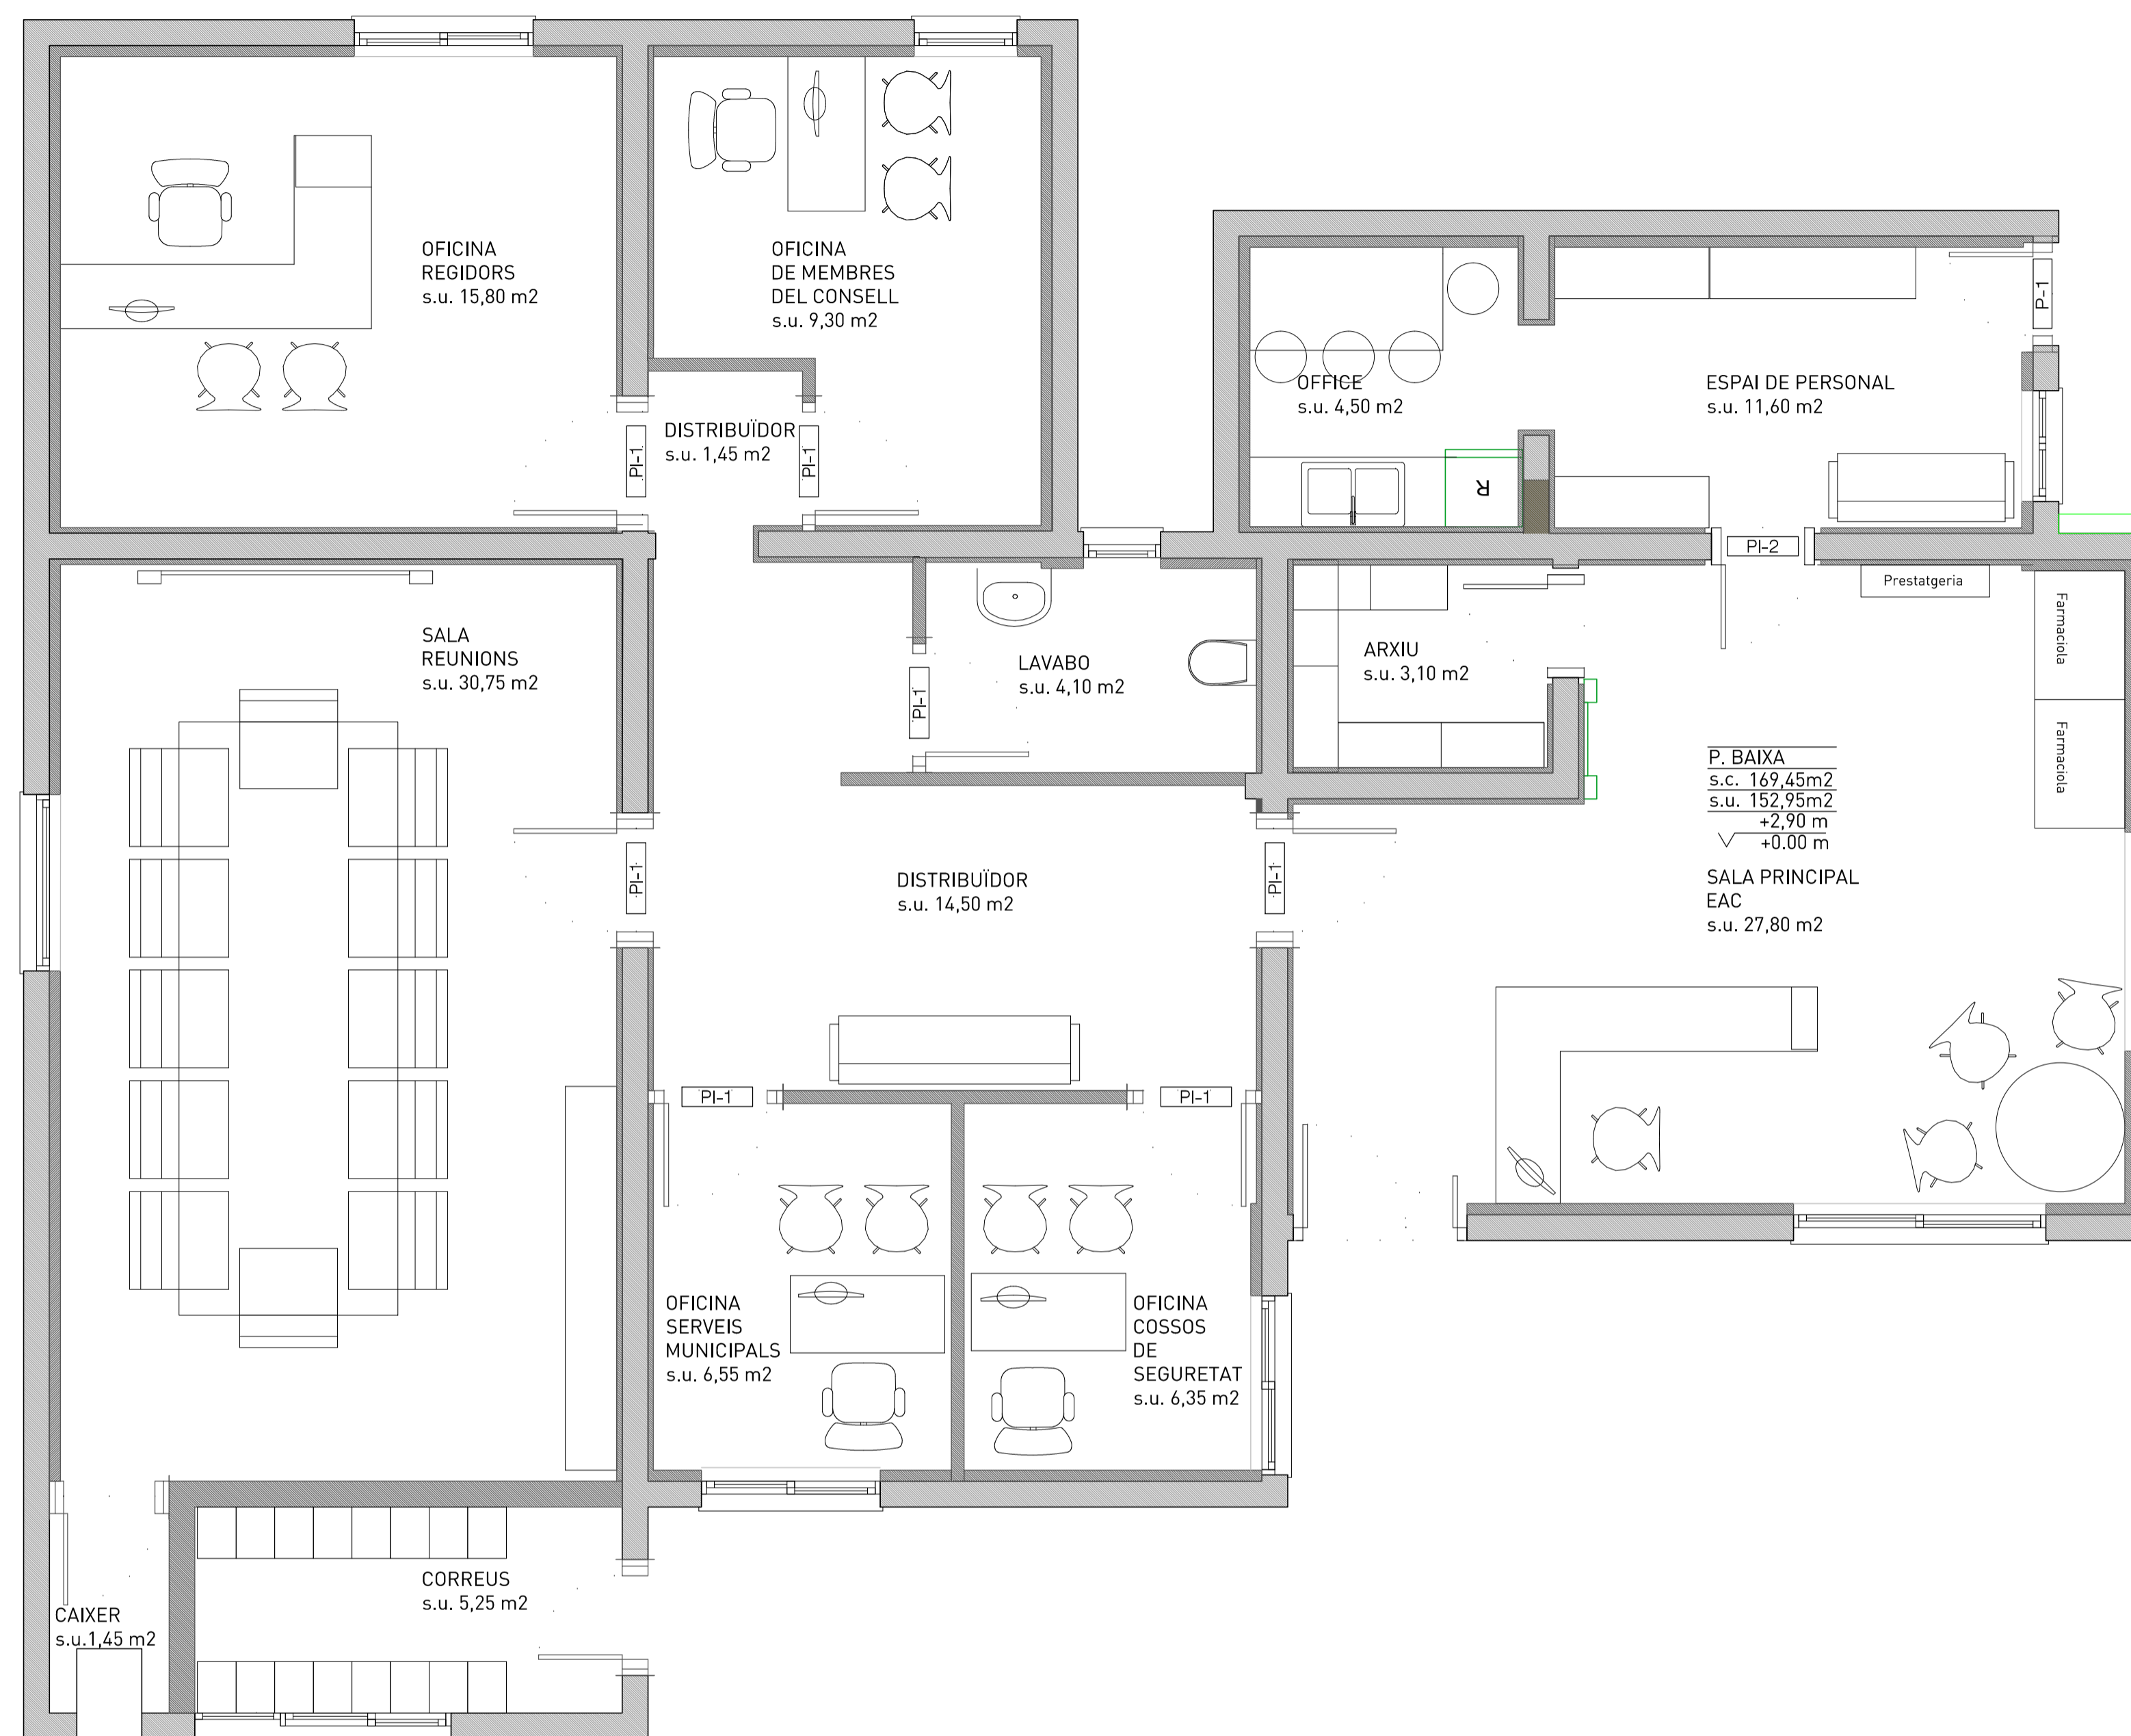 OFICINA
REGIDORS
s.u. 15,80 m2
OFICINA
DE MEMBRES
DEL CONSELL
s.u. 9,30 m2
DISTRIBUÏDOR
s.u. 1,45 m2
PI-1
PI-1
OFFICE
s.u. 4,50 m2
R
ESPAI DE PERSONAL
s.u. 11,60 m2
P-1
PI-2
Prestatgeria
Farmaciola
Farmaciola
SALA
REUNIONS
s.u. 30,75 m2
LAVABO
s.u. 4,10 m2
PI-1
ARXIU
s.u. 3,10 m2
P. BAIXA
s.c. 169,45m2
s.u. 152,95m2
+2,90 m
+0.00 m
SALA PRINCIPAL
EAC
s.u. 27,80 m2
PI-1
DISTRIBUÏDOR
s.u. 14,50 m2
PI-1
PI-1
PI-1
OFICINA
SERVEIS
MUNICIPALS
s.u. 6,55 m2
OFICINA
COSSOS
DE
SEGURETAT
s.u. 6,35 m2
CORREUS
s.u. 5,25 m2
CAIXER
s.u.1,45 m2